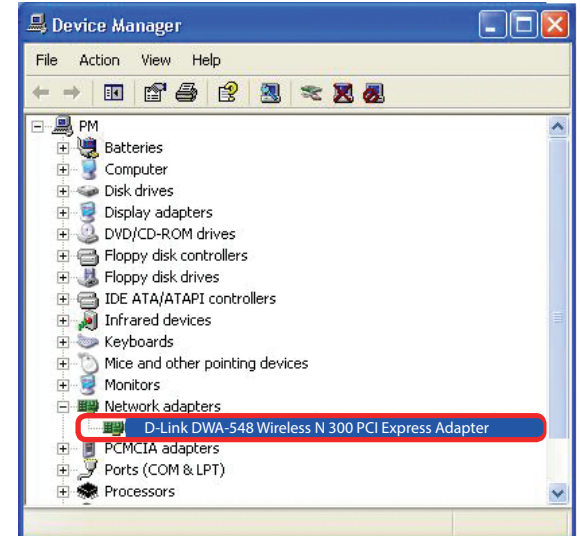 Device Manager
File Action View Help
PM
Batteries
Computer
Disk drives
Display adapters
DVD/CD-ROM drives
Floppy disk controllers
Floppy disk drives
IDE ATA/ATAPI controllers
Infrared devices
Keyboards
Mice and other pointing devices
Monitors
Network adapters
D-Link DWA-548 Wireless N 300 PCI Express Adapter
PCMCIA adapters
Ports (COM & LPT)
Processors